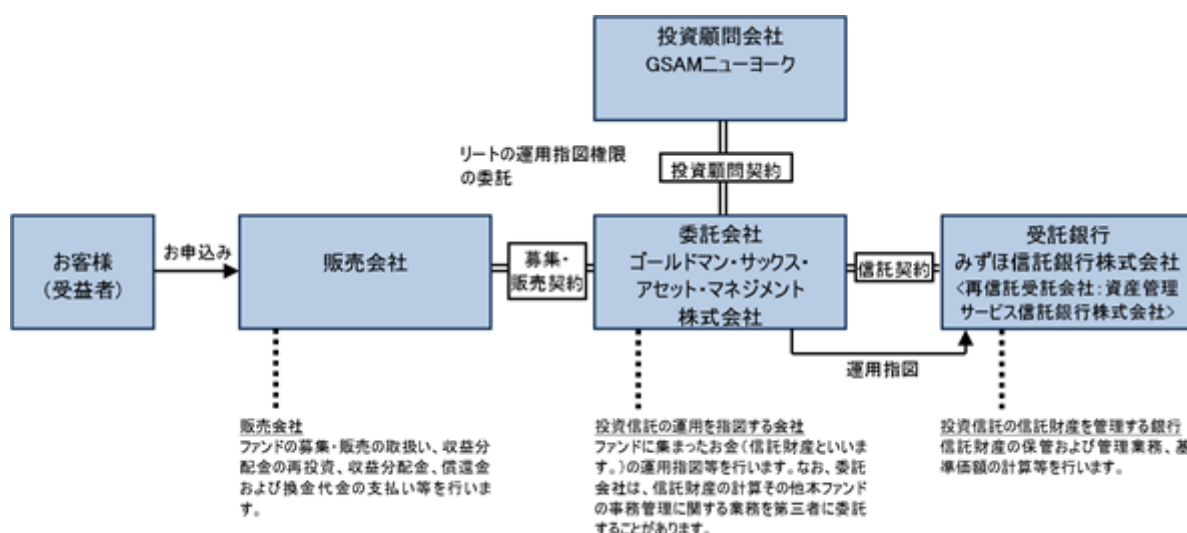 投資顧問会社
GSAMニューヨーク
リートの運用指図権限
の委託
投資顧問契約
お客様
（受益者）
お申込み
販売会社
募集・
販売契約
委託会社
ゴールドマン・サックス・
アセット・マネジメント
株式会社
信託契約
受託銀行
みずほ信託銀行株式会社
＜再信託受託会社：資産管理
サービス信託銀行株式会社＞
運用指図
販売会社
ファンドの募集・販売の取扱い、収益分
配金の再投資、収益分配金、償還金
および換金代金の支払い等を行いま
す。
投資信託の運用を指図する会社
ファンドに集まったお金（信託財産といいま
す。）の運用指図等を行います。なお、委託
会社は、信託財産の計算その他本ファンド
の事務管理に関する業務を第三者に委託
することがあります。
投資信託の信託財産を管理する銀行
信託財産の保管および管理業務、基
準価額の計算等を行います。